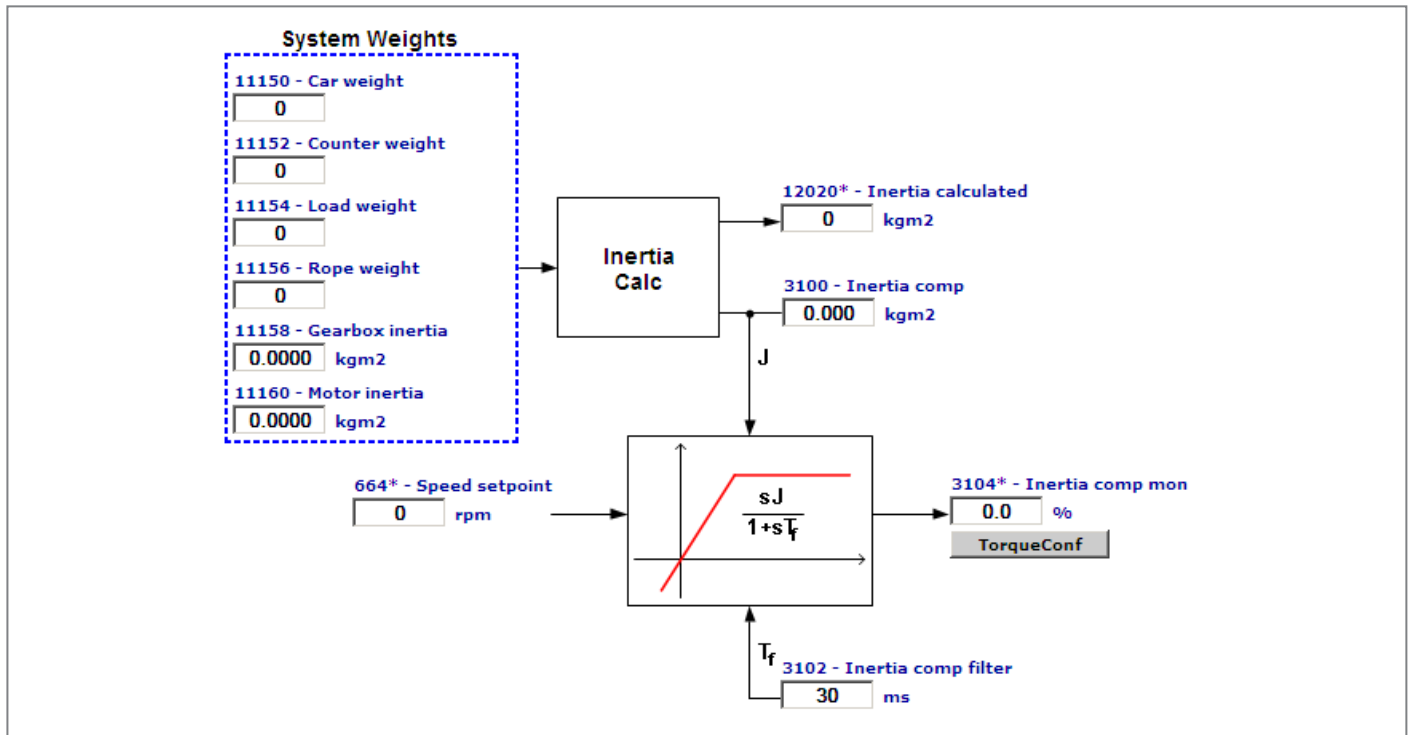 System Weights
11150 - Car weight
0
11152 - Counter weight
0
11154 - Load weight
0
11156 - Rope weight
0
11158 - Gearbox inertia
0.0000 kgm2
11160 - Motor inertia
0.0000 kgm2
Inertia
Calc
12020* - Inertia calculated
0 kgm2
3100 - Inertia comp
0.000 kgm2
J
664* - Speed setpoint
0 rpm
sJ
1+sTf
3104* - Inertia comp mon
0.0 %
TorqueConf
Tf
3102 - Inertia comp filter
30 ms